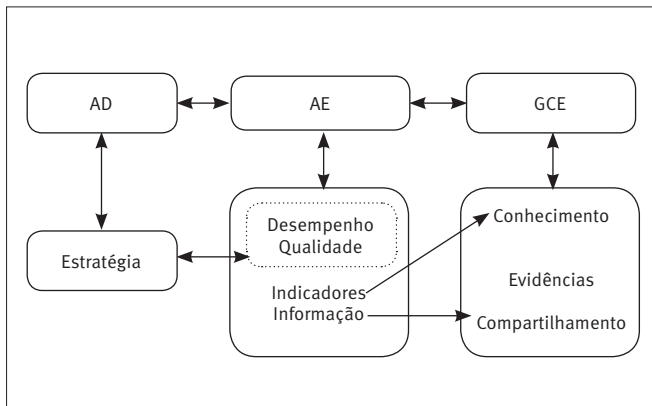 AD
AE
GCE
Estratégia
Desempenho
Qualidade
Indicadores
Informação
Conhecimento
Evidências
Compartilhamento